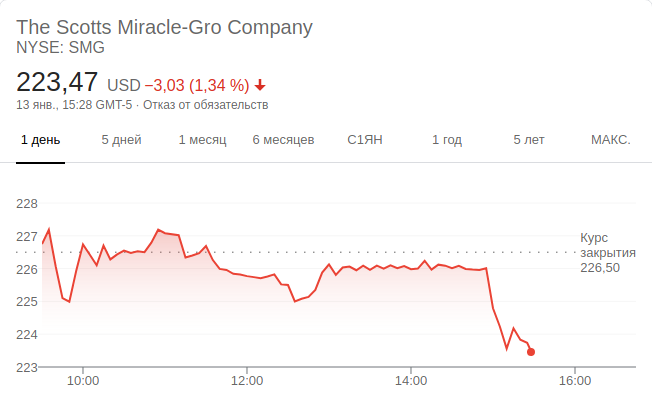 The Scotts Miracle-Gro Company
NYSE: SMG
223,47 USD −3,03 (1,34 %)
13 янв., 15:28 GMT-5 · Отказ от обязательств
1 день 5 дней 1 месяц 6 месяцев С1ЯН 1 год 5 лет МАКС.
228
227
226
225
224
223
Курс
закрытия
226,50
10:00 12:00 14:00 16:00